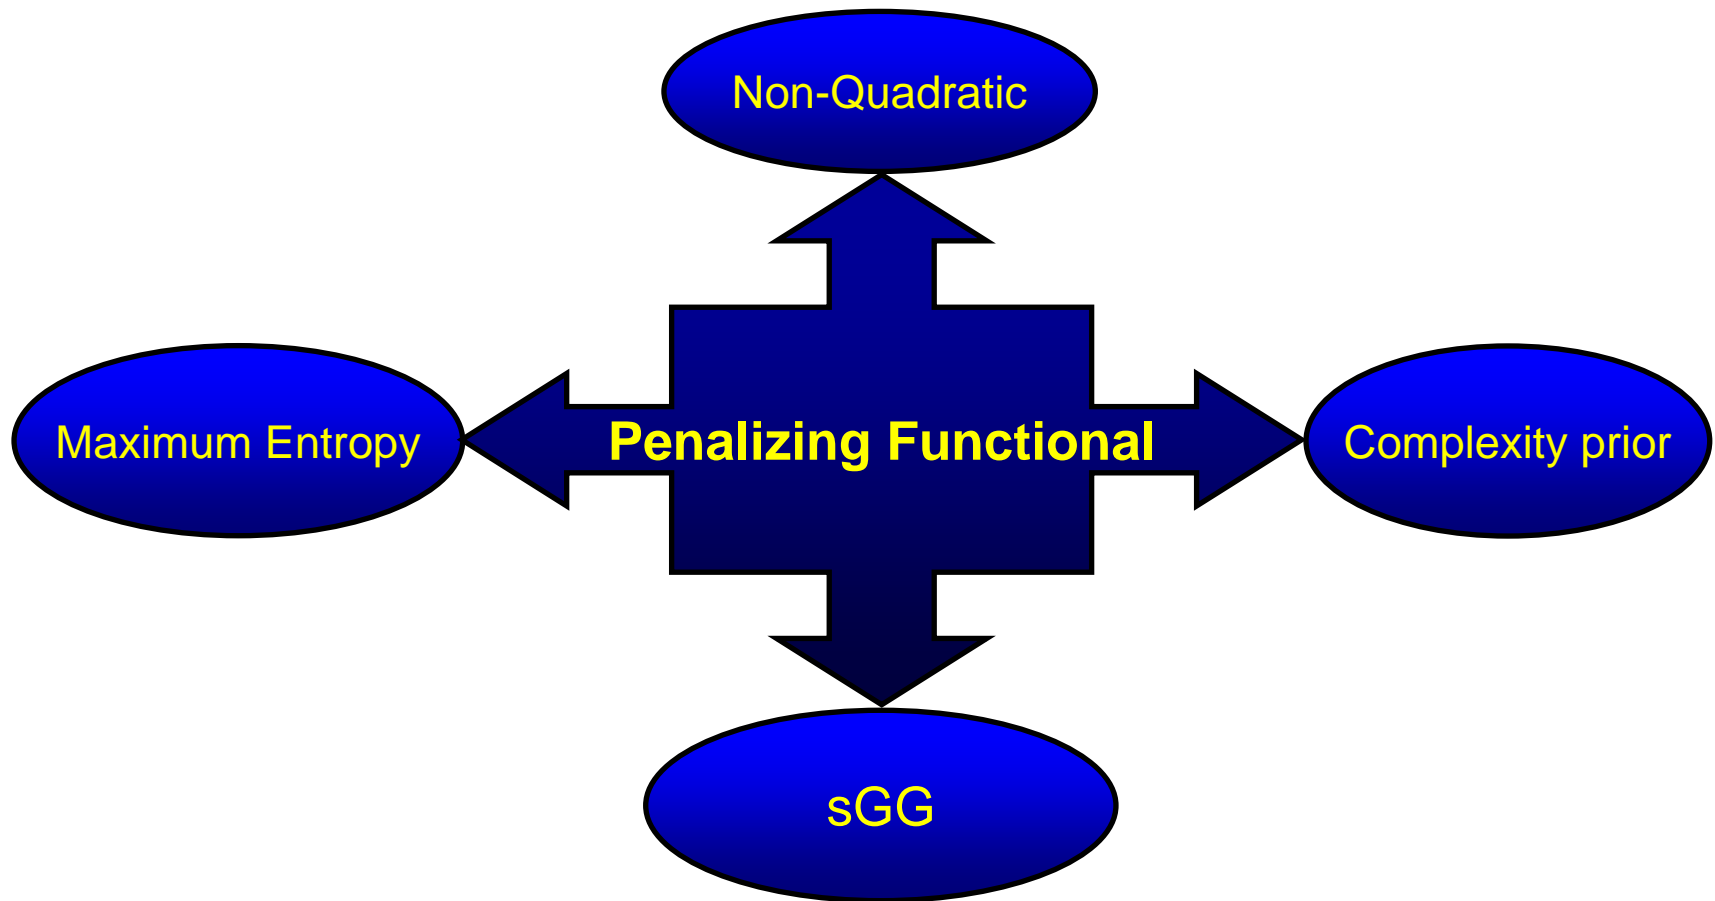 Non-Quadratic
Maximum Entropy
Penalizing Functional
Complexity prior
sGG